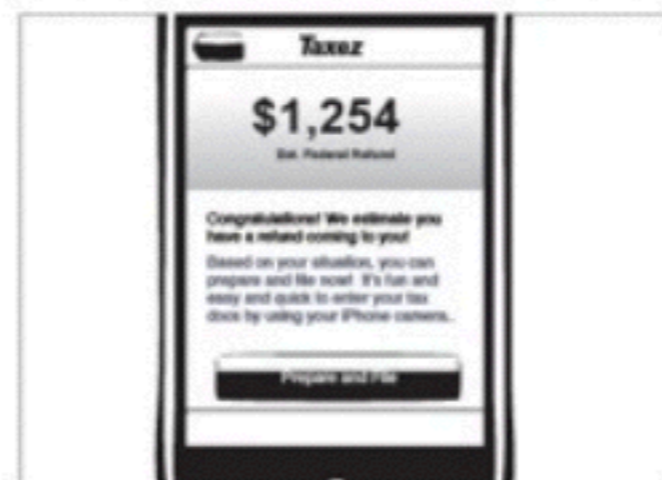 Taxez
$1,254
Est. Federal Refund
Congratulations! We estimate you
have a refund coming to you!
Based on your situation, you can
prepare and file now! It's fun and
easy and quick to enter your tax
docs by using your iPhone camera.
Prepare and File